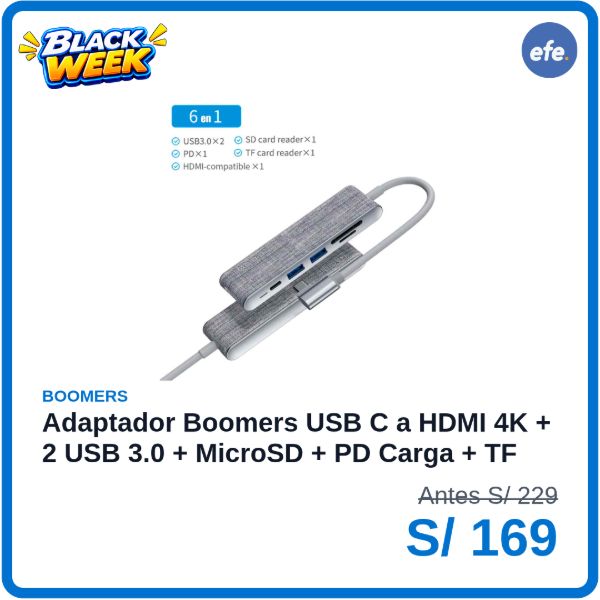 BLACK
WEEK
efe.
6 en 1
USB3.0×2
SD card reader×1
PD×1
TF card reader×1
HDMI-compatible ×1
BOOMERS
Adaptador Boomers USB C a HDMI 4K +
2 USB 3.0 + MicroSD + PD Carga + TF
Antes S/ 229
S/ 169